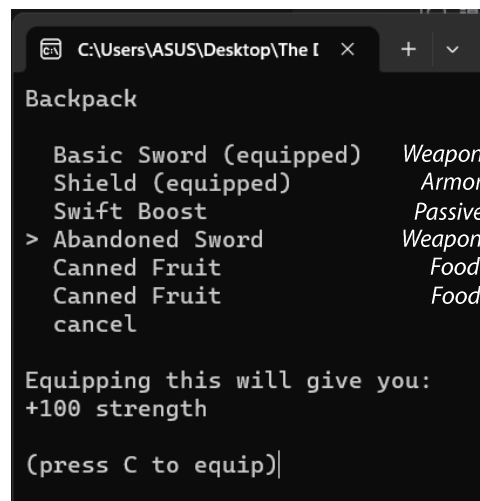 C:\Users\ASUS\Desktop\The
Backpack
Basic Sword (equipped) Weapon
Shield (equipped) Armor
Swift Boost Passive
> Abandoned Sword Weapon
Canned Fruit Food
Canned Fruit Food
cancel
Equipping this will give you:
+100 strength
(press C to equip)